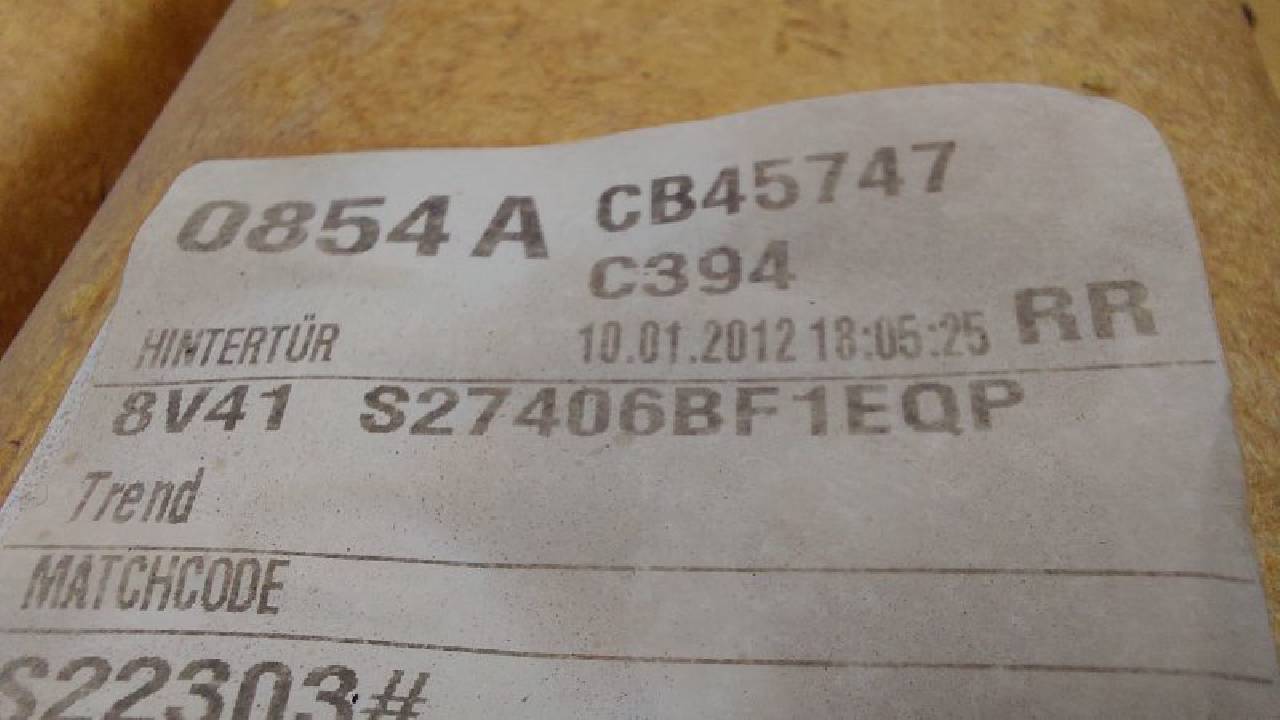 0854 A CB45747
C394
HINTERTÜR 10.01.2012 18:05:25 RR
8V41 S27406BF1EQP
Trend
MATCHCODE
S22303#